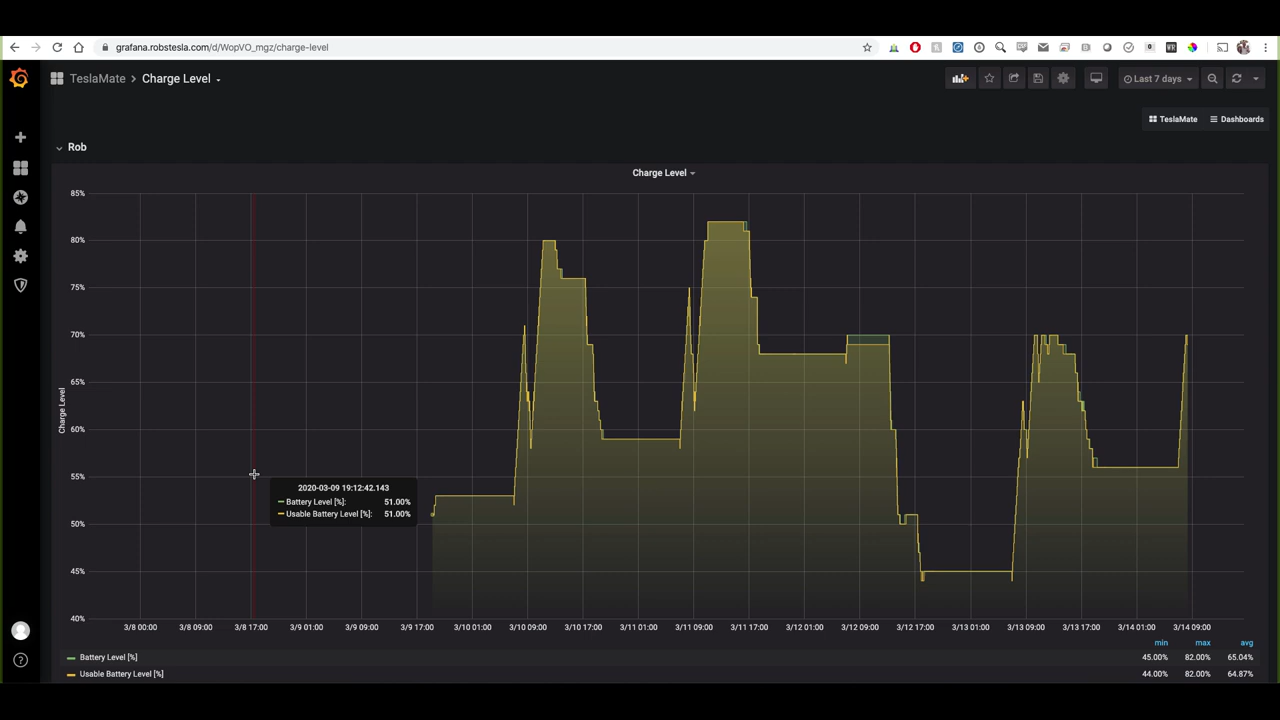 grafana.robstesla.com/d/WopVO_mgz/charge-level
TeslaMate > Charge Level
Last 7 days
TeslaMate Dashboards
Rob
Charge Level
85%
80%
75%
70%
65%
60%
55%
50%
45%
40%
Charge Level
2020-03-09 19:12:42.143
Battery Level [%]: 51.00%
Usable Battery Level [%]: 51.00%
3/8 00:00 3/8 09:00 3/8 17:00 3/9 01:00 3/9 09:00 3/9 17:00 3/10 01:00 3/10 09:00 3/10 17:00 3/11 01:00 3/11 09:00 3/11 17:00 3/12 01:00 3/12 09:00 3/12 17:00 3/13 01:00 3/13 09:00 3/13 17:00 3/14 01:00 3/14 09:00
min max avg
Battery Level [%] 45.00% 82.00% 65.04%
Usable Battery Level [%] 44.00% 82.00% 64.87%